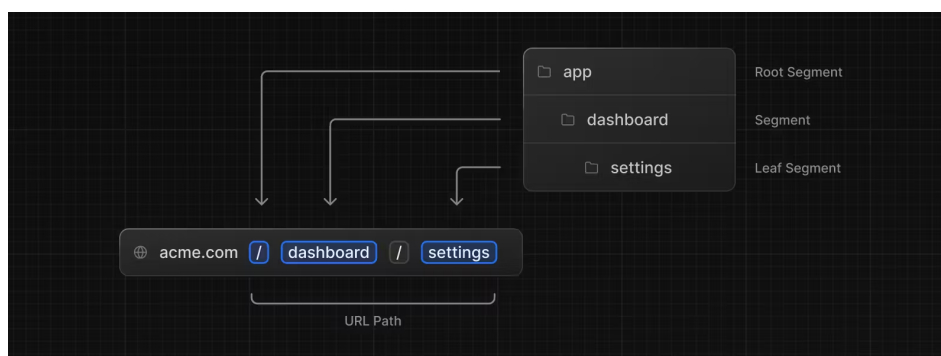 app Root Segment
dashboard Segment
settings Leaf Segment
acme.com / dashboard / settings
URL Path